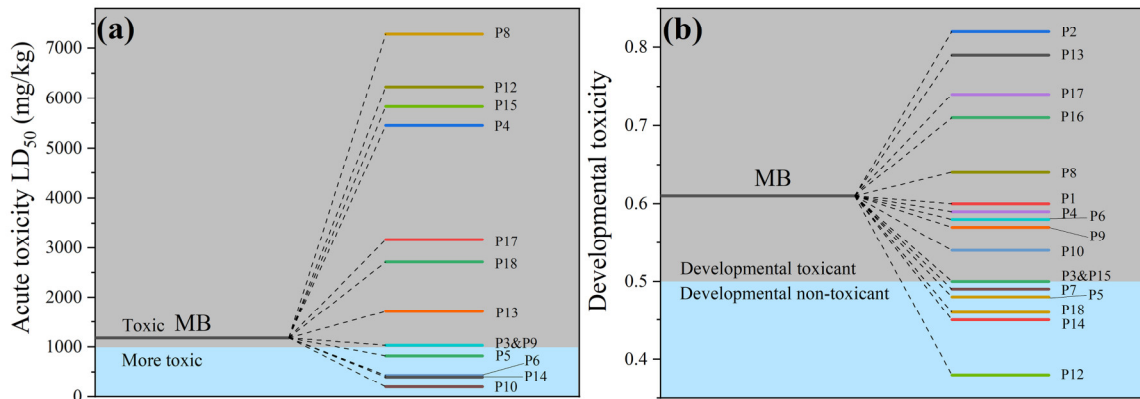 (a)
Acute toxicity LD50 (mg/kg)
7000
6000
5000
4000
3000
2000
1000
0
P8
P12
P15
P4
P17
P18
P13
Toxic MB
P3&P9
More toxic
P5
P6
P14
P10
(b)
Developmental toxicity
0.8
0.7
0.6
0.5
0.4
P2
P13
P17
P16
MB
P8
P1
P4
P6
P9
P10
Developmental toxicant
P3&P15
Developmental non-toxicant
P7
P5
P18
P14
P12